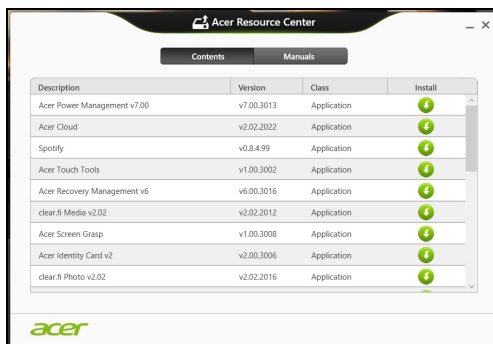 Acer Resource Center
Contents Manuals
Description Version Class Install
Acer Power Management v7.00 v7.00.3013 Application
Acer Cloud v2.02.2022 Application
Spotify v0.8.4.99 Application
Acer Touch Tools v1.00.3002 Application
Acer Recovery Management v6 v6.00.3016 Application
clear.fi Media v2.02 v2.02.2012 Application
Acer Screen Grasp v1.00.3008 Application
Acer Identity Card v2 v2.00.3006 Application
clear.fi Photo v2.02 v2.02.2016 Application
acer